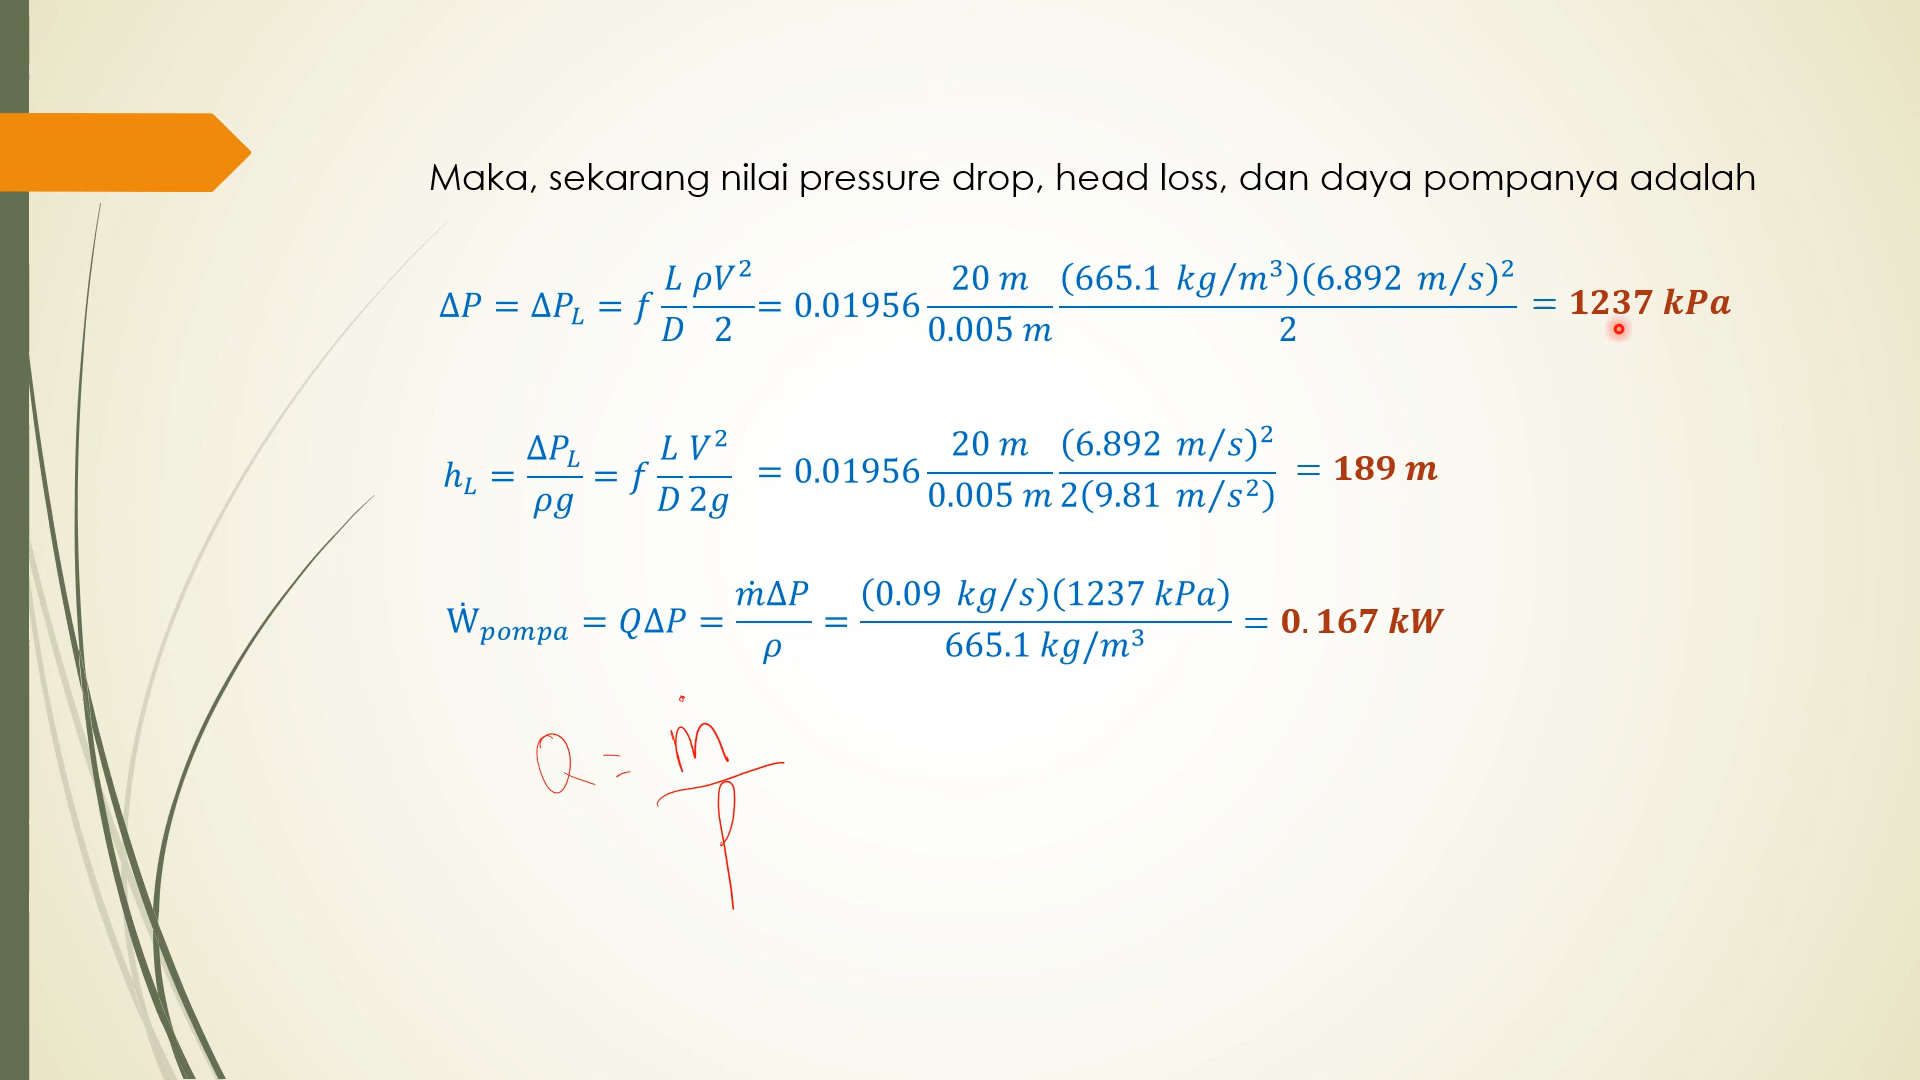 Maka, sekarang nilai pressure drop, head loss, dan daya pompanya adalah
ΔP = ΔP_L = f L/D ρV²/2 = 0.01956 20 m/0.005 m (665.1 kg/m³)(6.892 m/s)²/2 = 1237 kPa
h_L = ΔP_L/ρg = f L/D V²/2g = 0.01956 20 m/0.005 m (6.892 m/s)²/2(9.81 m/s²) = 189 m
Ẇ_pompa = QΔP = ṁΔP/ρ = (0.09 kg/s)(1237 kPa)/665.1 kg/m³ = 0.167 kW
Q = ṁ/ρ